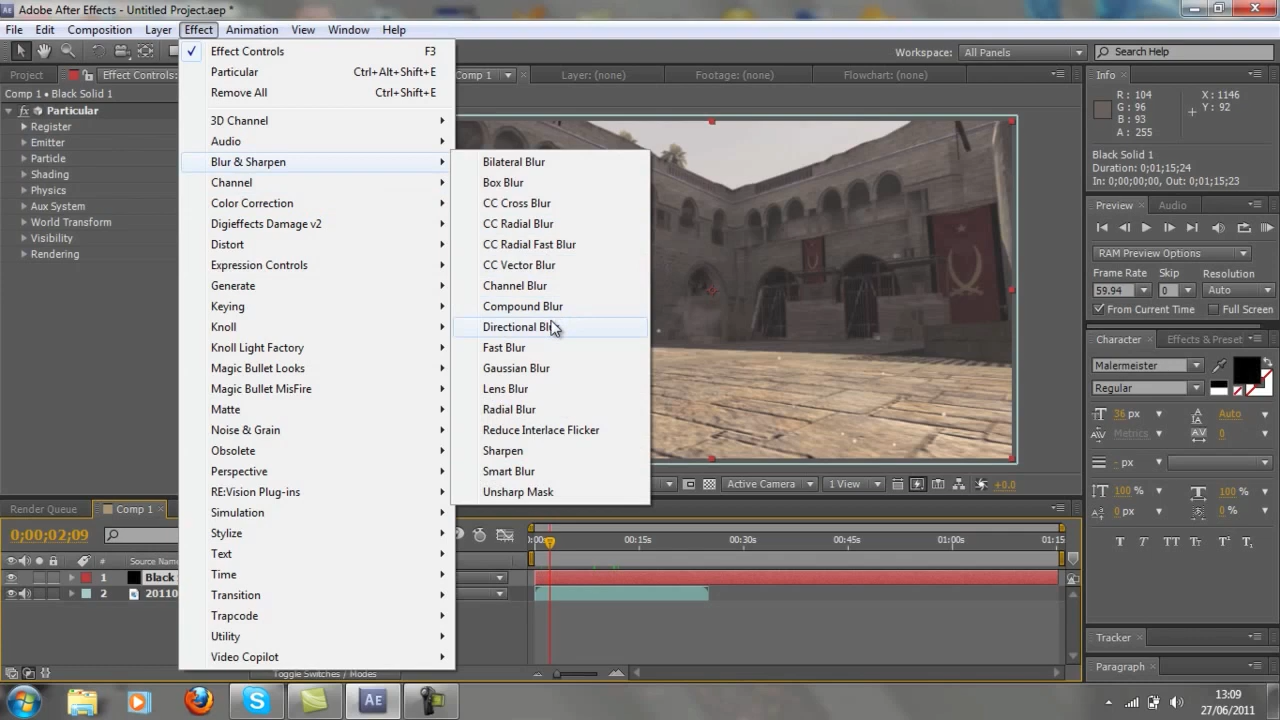 Adobe After Effects - Untitled Project.aep *
File Edit Composition Layer Effect Animation View Window Help
Workspace: All Panels Search Help
Project Effect Controls: Comp 1 Layer: (none) Footage: (none) Flowchart: (none)
Comp 1 • Black Solid 1
fx Particular
Register
Emitter
Particle
Shading
Physics
Aux System
World Transform
Visibility
Rendering
Effect Controls F3
Particular Ctrl+Alt+Shift+E
Remove All Ctrl+Shift+E
3D Channel
Audio
Blur & Sharpen
Channel
Color Correction
Digieffects Damage v2
Distort
Expression Controls
Generate
Keying
Knoll
Knoll Light Factory
Magic Bullet Looks
Magic Bullet MisFire
Matte
Noise & Grain
Obsolete
Perspective
RE:Vision Plug-ins
Simulation
Stylize
Text
Time
Transition
Trapcode
Utility
Video Copilot
Bilateral Blur
Box Blur
CC Cross Blur
CC Radial Blur
CC Radial Fast Blur
CC Vector Blur
Channel Blur
Compound Blur
Directional Bl
Fast Blur
Gaussian Blur
Lens Blur
Radial Blur
Reduce Interlace Flicker
Sharpen
Smart Blur
Unsharp Mask
Info
R : 104
G : 96
B : 93
A : 255
X : 1146
Y : 92
Black Solid 1
Duration: 0;01:15;24
In: 0;00;00;00, Out: 0;01:15;23
Preview Audio
RAM Preview Options
Frame Rate Skip Resolution
59.94 0 Auto
From Current Time Full Screen
Character Effects & Preset
Malermeister
Regular
36 px Auto
Metrics 0
- px
100 % 100 %
0 px 0 %
T T TT Tr T¹ T₁
Tracker
Paragraph
Active Camera 1 View +0.0
Render Queue Comp 1
0;00;02;09
# Source Name
1 Black
2 20110
:00s 00:15s 00:30s 00:45s 01:00s 01:15
Toggle Switches / Modes
13:09
27/06/2011